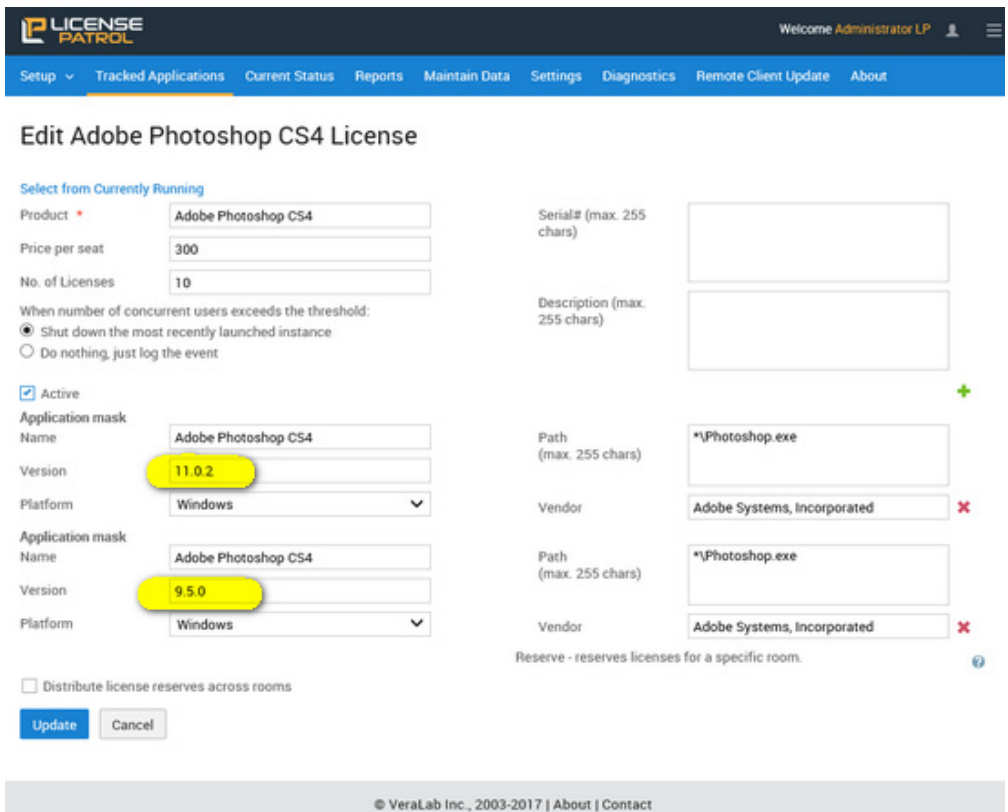 LICENSE
PATROL
Welcome Administrator LP
Setup Tracked Applications Current Status Reports Maintain Data Settings Diagnostics Remote Client Update About
Edit Adobe Photoshop CS4 License
Select from Currently Running
Product * Adobe Photoshop CS4
Serial# (max. 255
chars)
Price per seat 300
No. of Licenses 10
Description (max.
255 chars)
When number of concurrent users exceeds the threshold:
Shut down the most recently launched instance
Do nothing, just log the event
Active
Application mask
Name Adobe Photoshop CS4
Path
(max. 255 chars)
*\Photoshop.exe
Version 11.0.2
Platform Windows
Vendor Adobe Systems, Incorporated
Application mask
Name Adobe Photoshop CS4
Path
(max. 255 chars)
*\Photoshop.exe
Version 9.5.0
Platform Windows
Vendor Adobe Systems, Incorporated
Reserve - reserves licenses for a specific room. ?
Distribute license reserves across rooms
Update Cancel
© VeraLab Inc., 2003-2017 | About | Contact